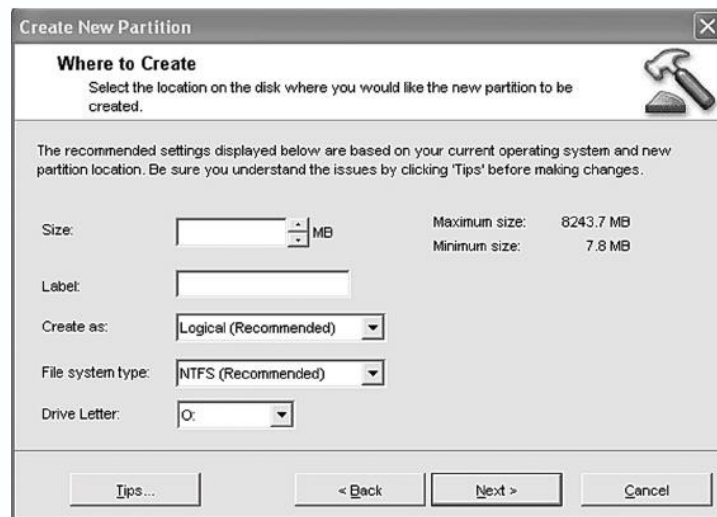 Create New Partition
Where to Create
Select the location on the disk where you would like the new partition to be
created.
The recommended settings displayed below are based on your current operating system and new
partition location. Be sure you understand the issues by clicking 'Tips' before making changes.
Size: MB Maximum size: 8243.7 MB
Minimum size: 7.8 MB
Label:
Create as: Logical (Recommended)
File system type: NTFS (Recommended)
Drive Letter: O:
Tips... < Back Next > Cancel